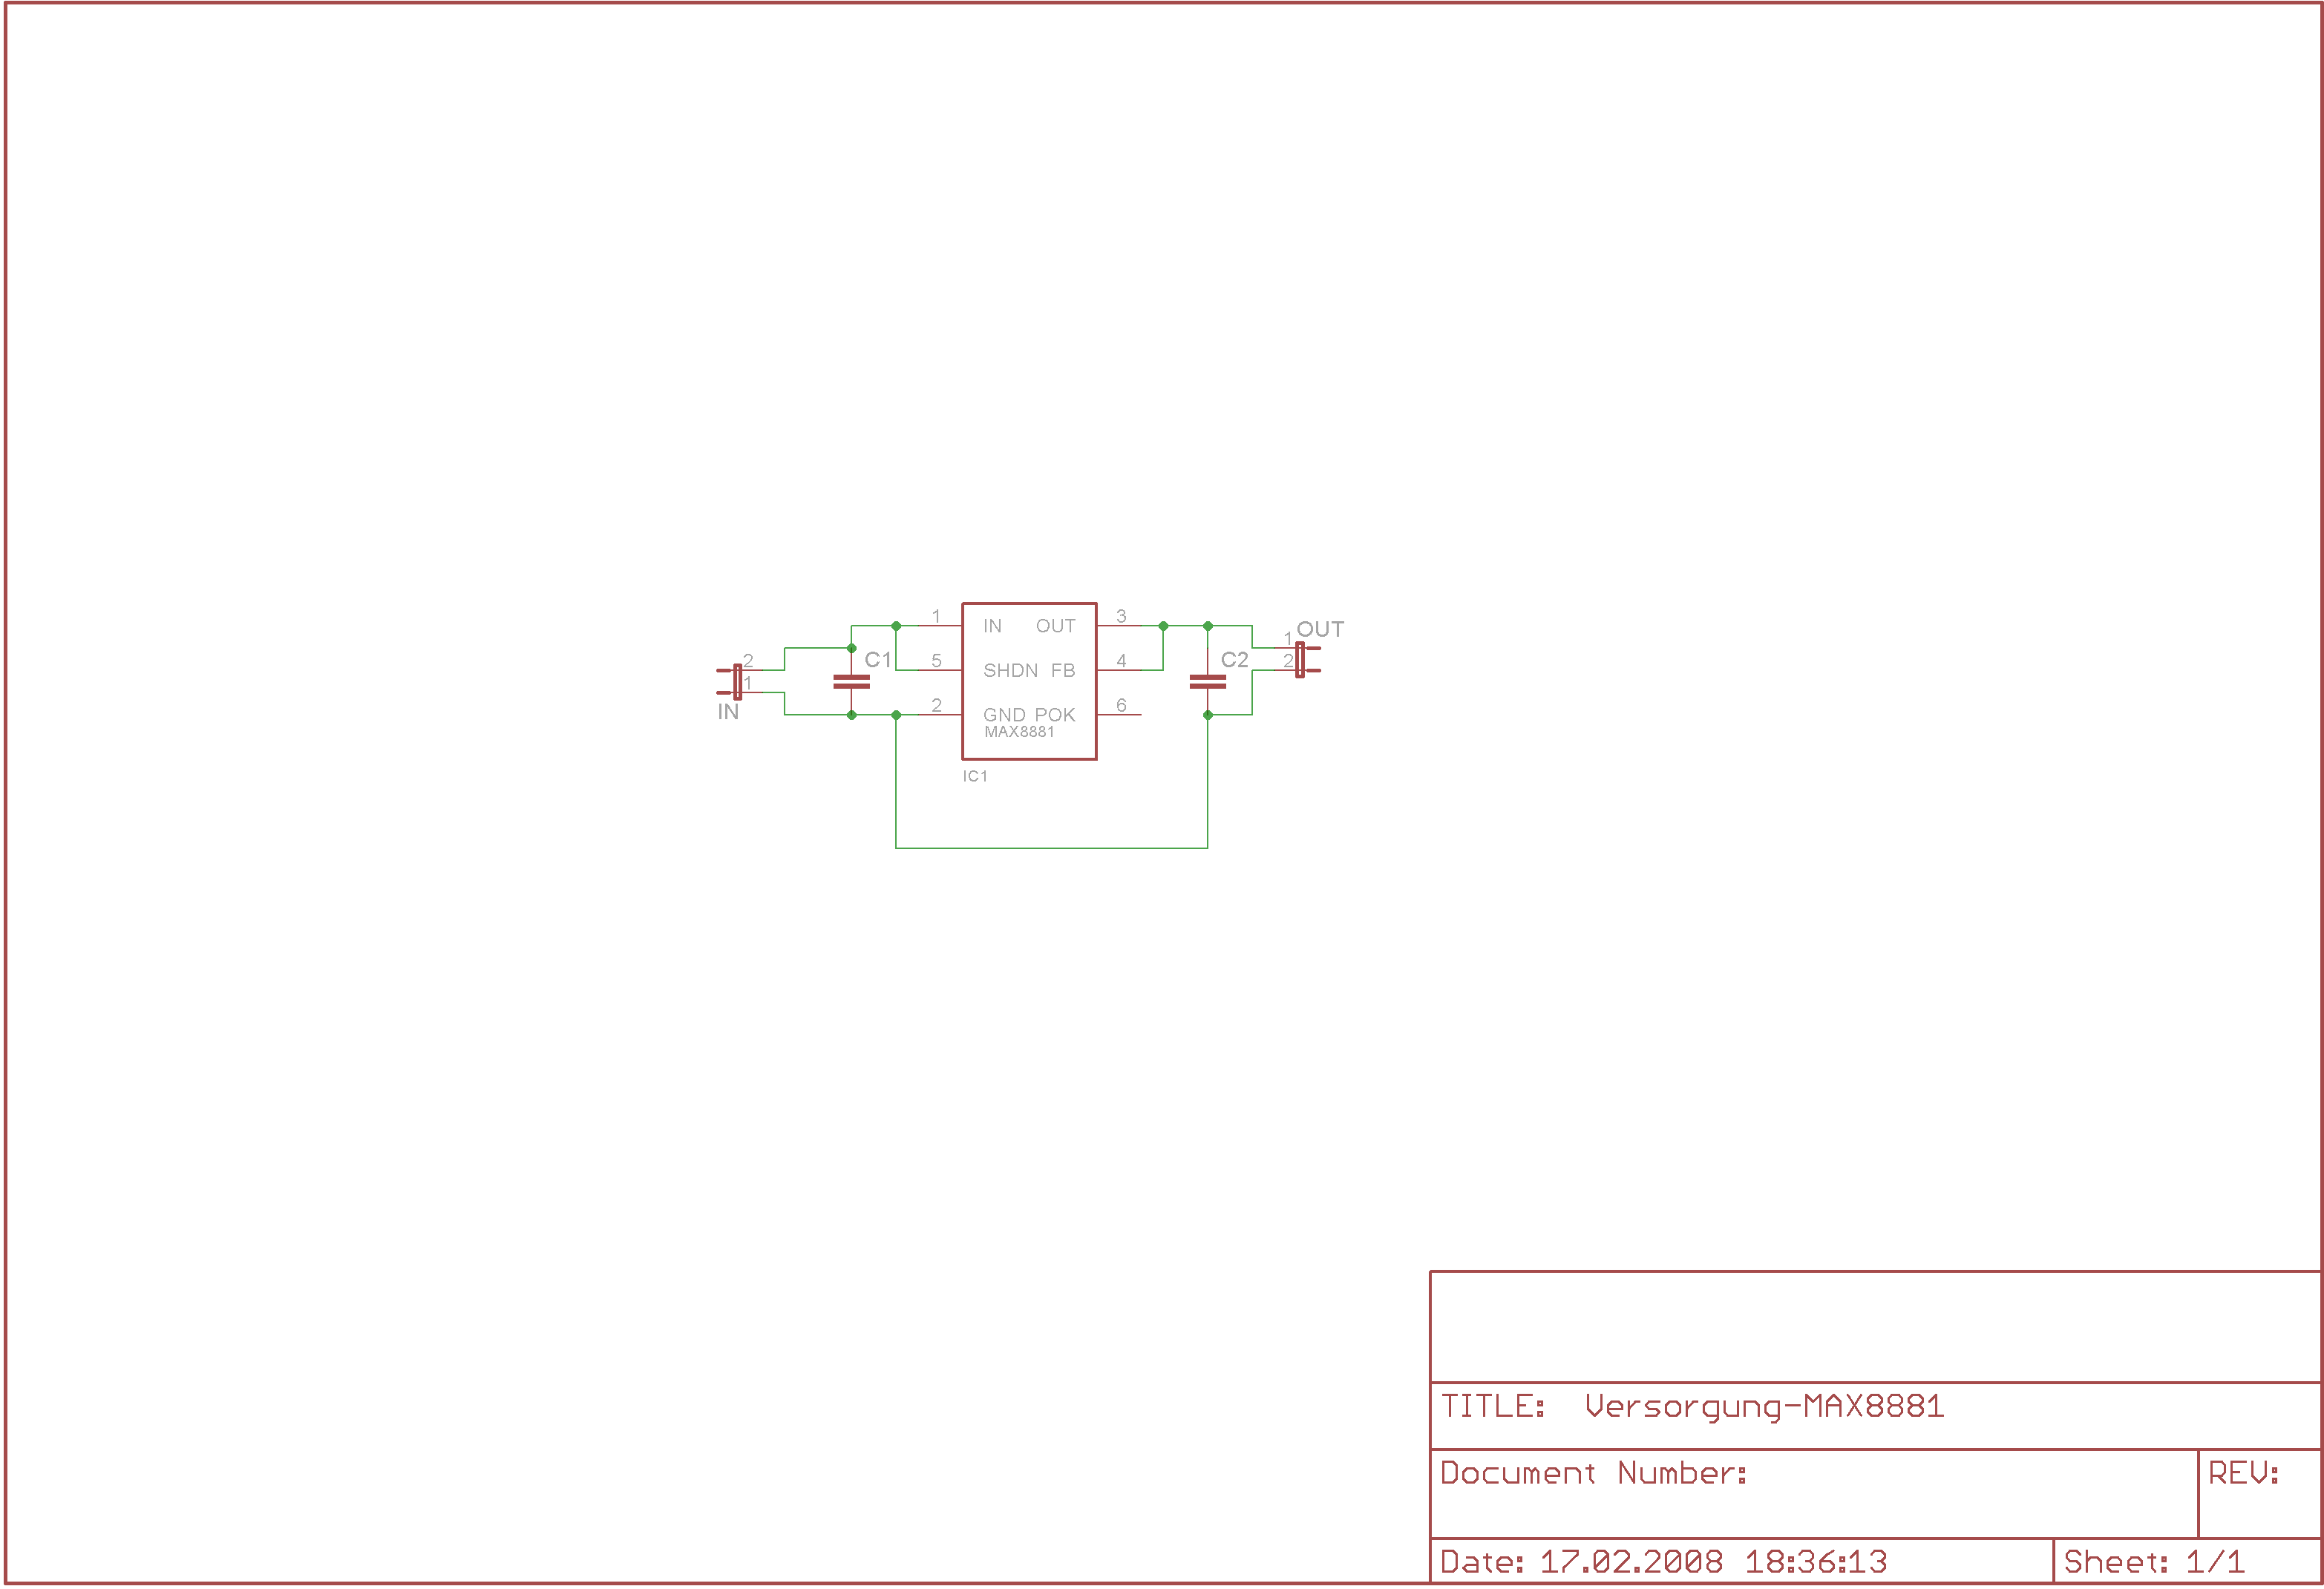 1 IN OUT 3
OUT
1
2 C1 5 SHDN FB 4 C2 2
1
IN 2 GND POK 6
MAX8881
IC1
TITLE: Versorgung-MAX8881
Document Number: REV:
Date: 17.02.2008 18:36:13 Sheet: 1/1